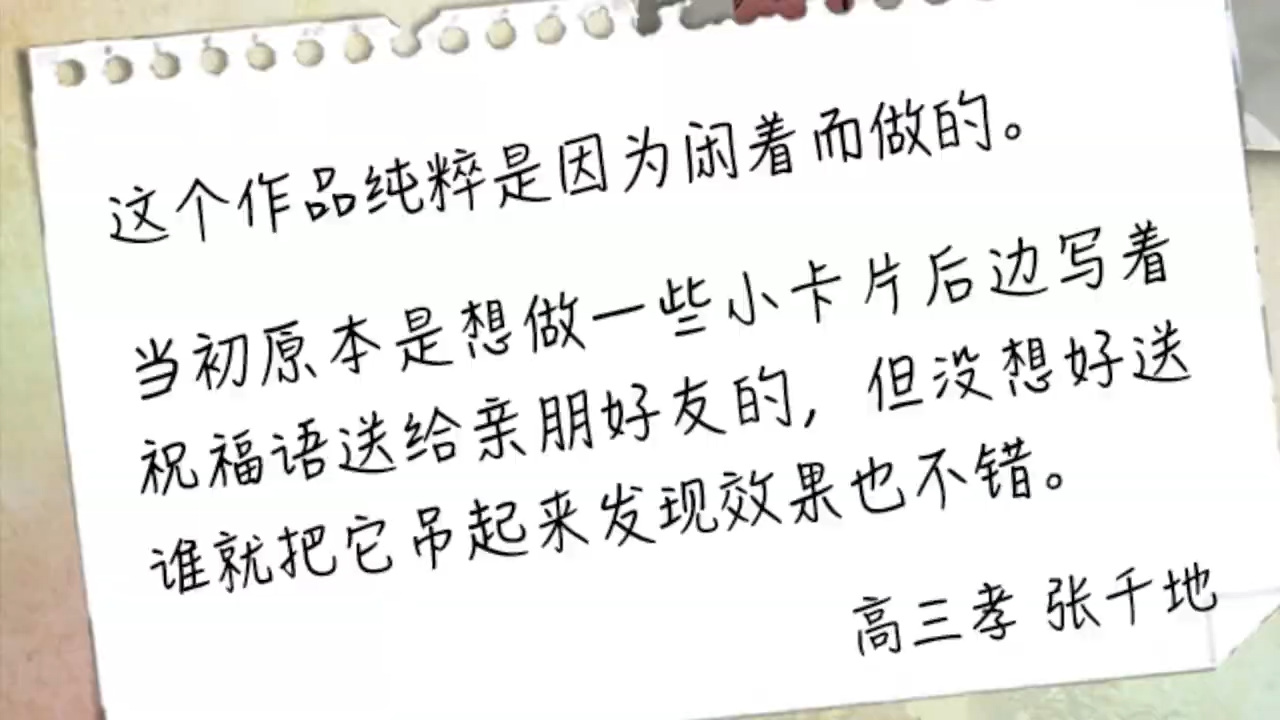 这个作品纯粹是因为闲着而做的。
当初原本是想做一些小卡片后边写着
祝福语送给亲朋好友的，但没想好送
谁就把它吊起来发现效果也不错。
高三孝 张千地